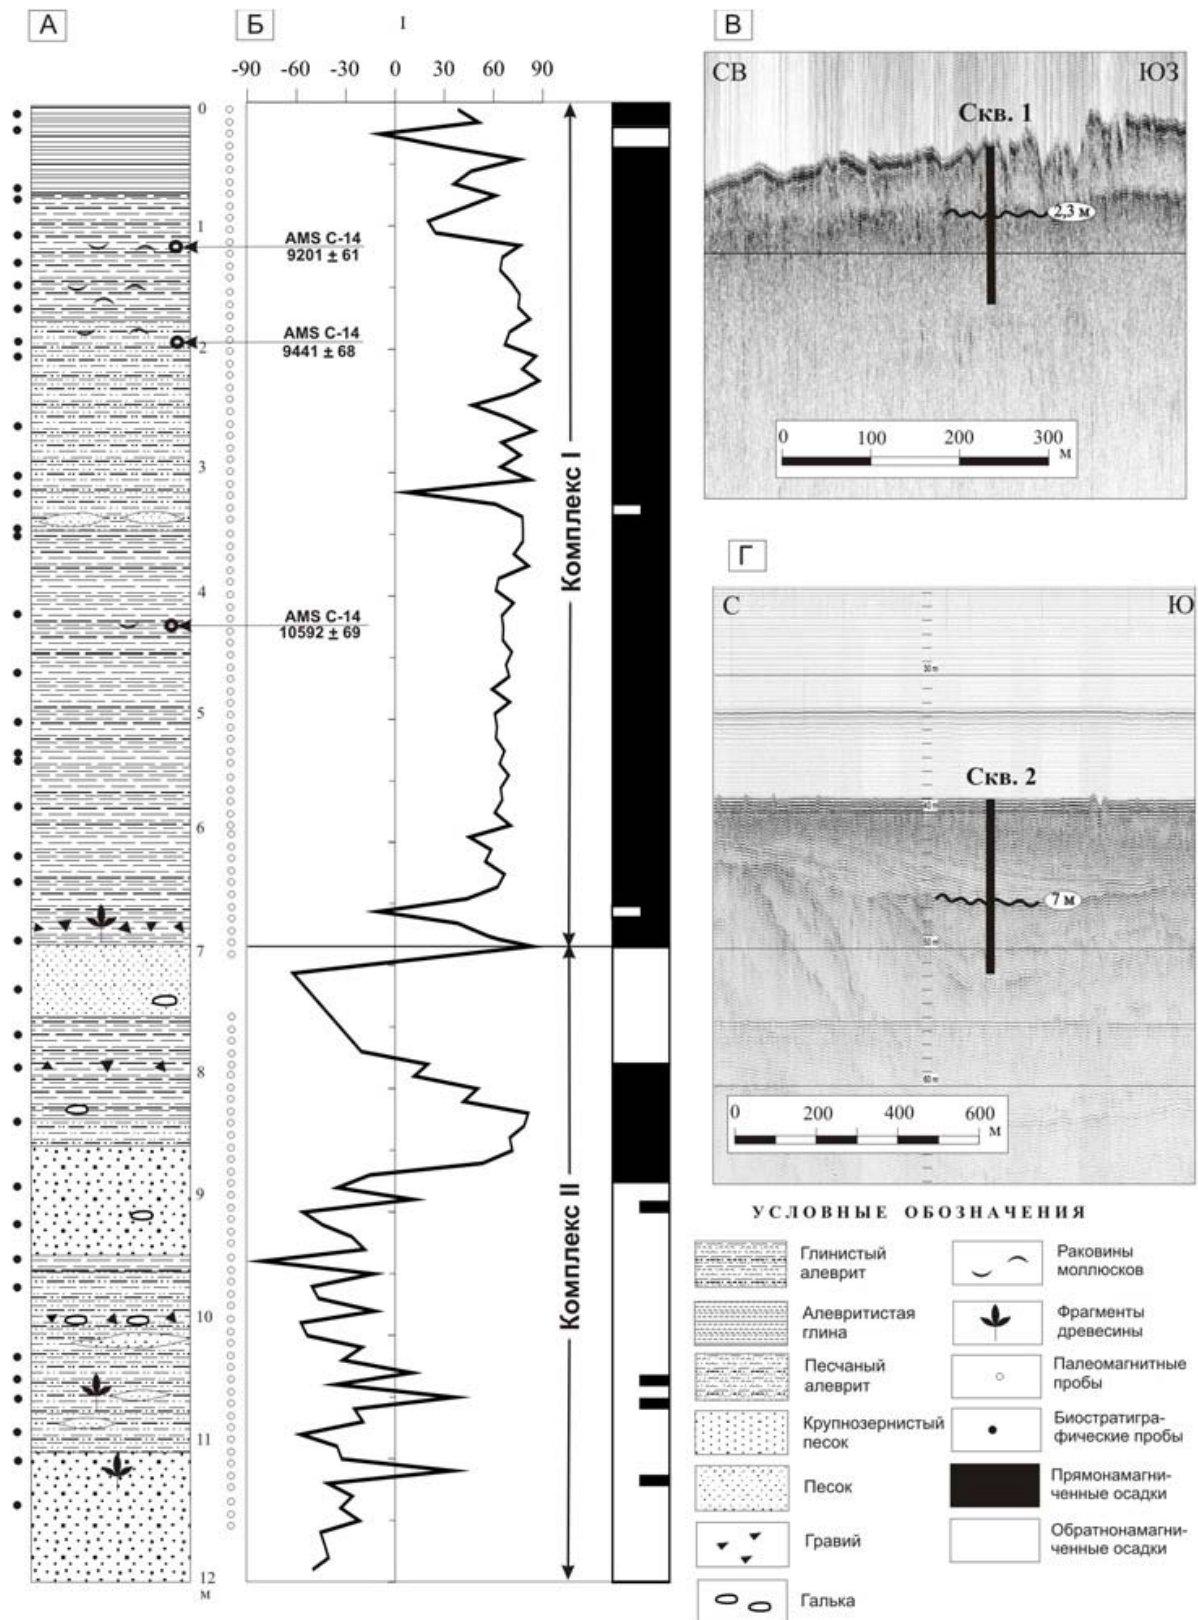 А
Б
I
-90 -60 -30 0 30 60 90
0
1
2
3
4
5
6
7
8
9
10
11
12
м
AMS C-14
9201 ± 61
AMS C-14
9441 ± 68
AMS C-14
10592 ± 69
Комплекс I
Комплекс II
В
СВ
ЮЗ
Скв. 1
2,3 м
0 100 200 300
м
Г
С
Ю
Скв. 2
7 м
60 m
0 200 400 600
м
УСЛОВНЫЕ ОБОЗНАЧЕНИЯ
Глинистый
алеврит
Алевритистая
глина
Песчаный
алеврит
Крупнозернистый
песок
Песок
Гравий
Галька
Раковины
моллюсков
Фрагменты
древесины
Палеомагнитные
пробы
Биостратигра-
фические пробы
Прямонамагни-
ченные осадки
Обратнонамагни-
ченные осадки